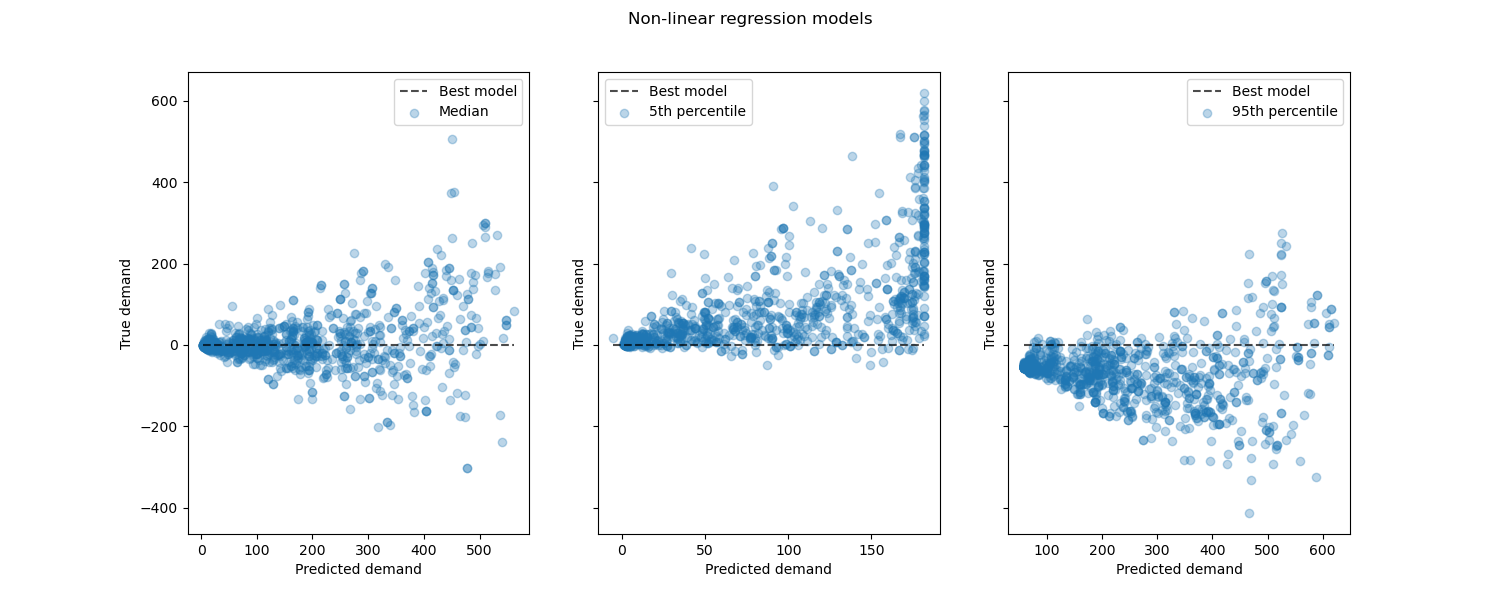 Non-linear regression models
Best model
Median
Best model
5th percentile
Best model
95th percentile
600
400
200
0
−200
−400
True demand
True demand
True demand
0 100 200 300 400 500
0 50 100 150
100 200 300 400 500 600
Predicted demand
Predicted demand
Predicted demand